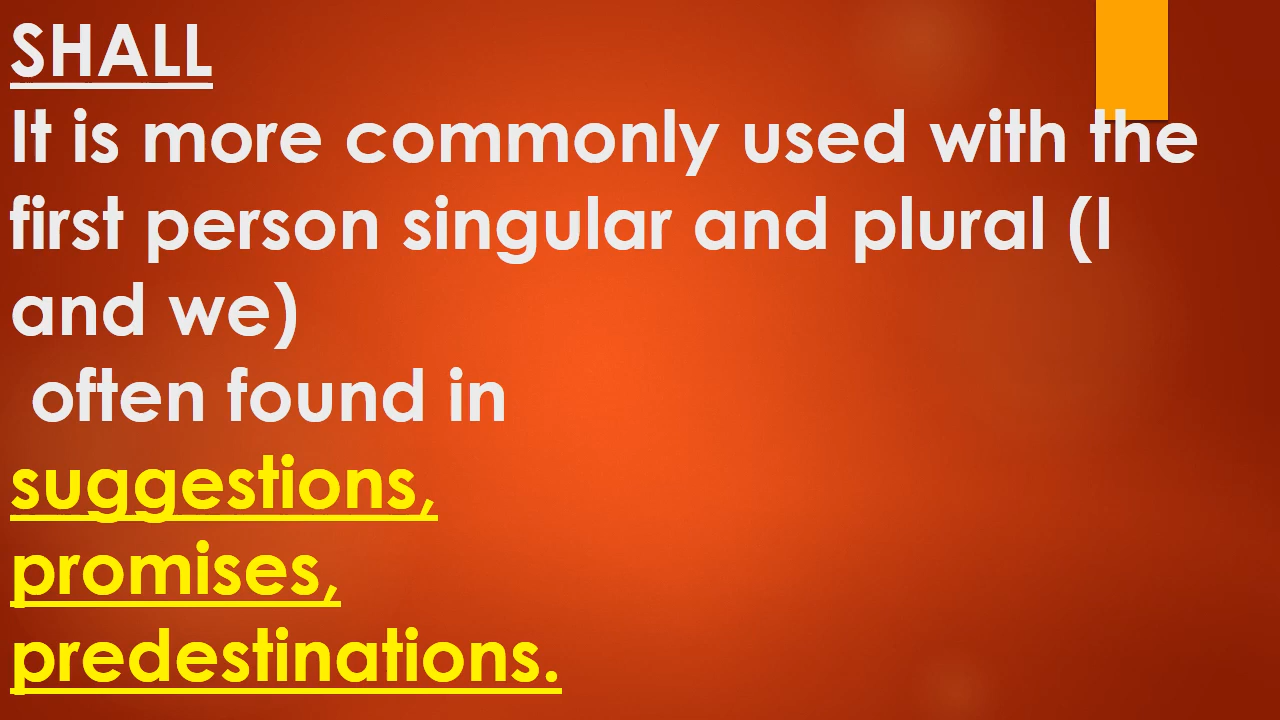 SHALL
It is more commonly used with the
first person singular and plural (I
and we)
often found in
suggestions,
promises,
predestinations.